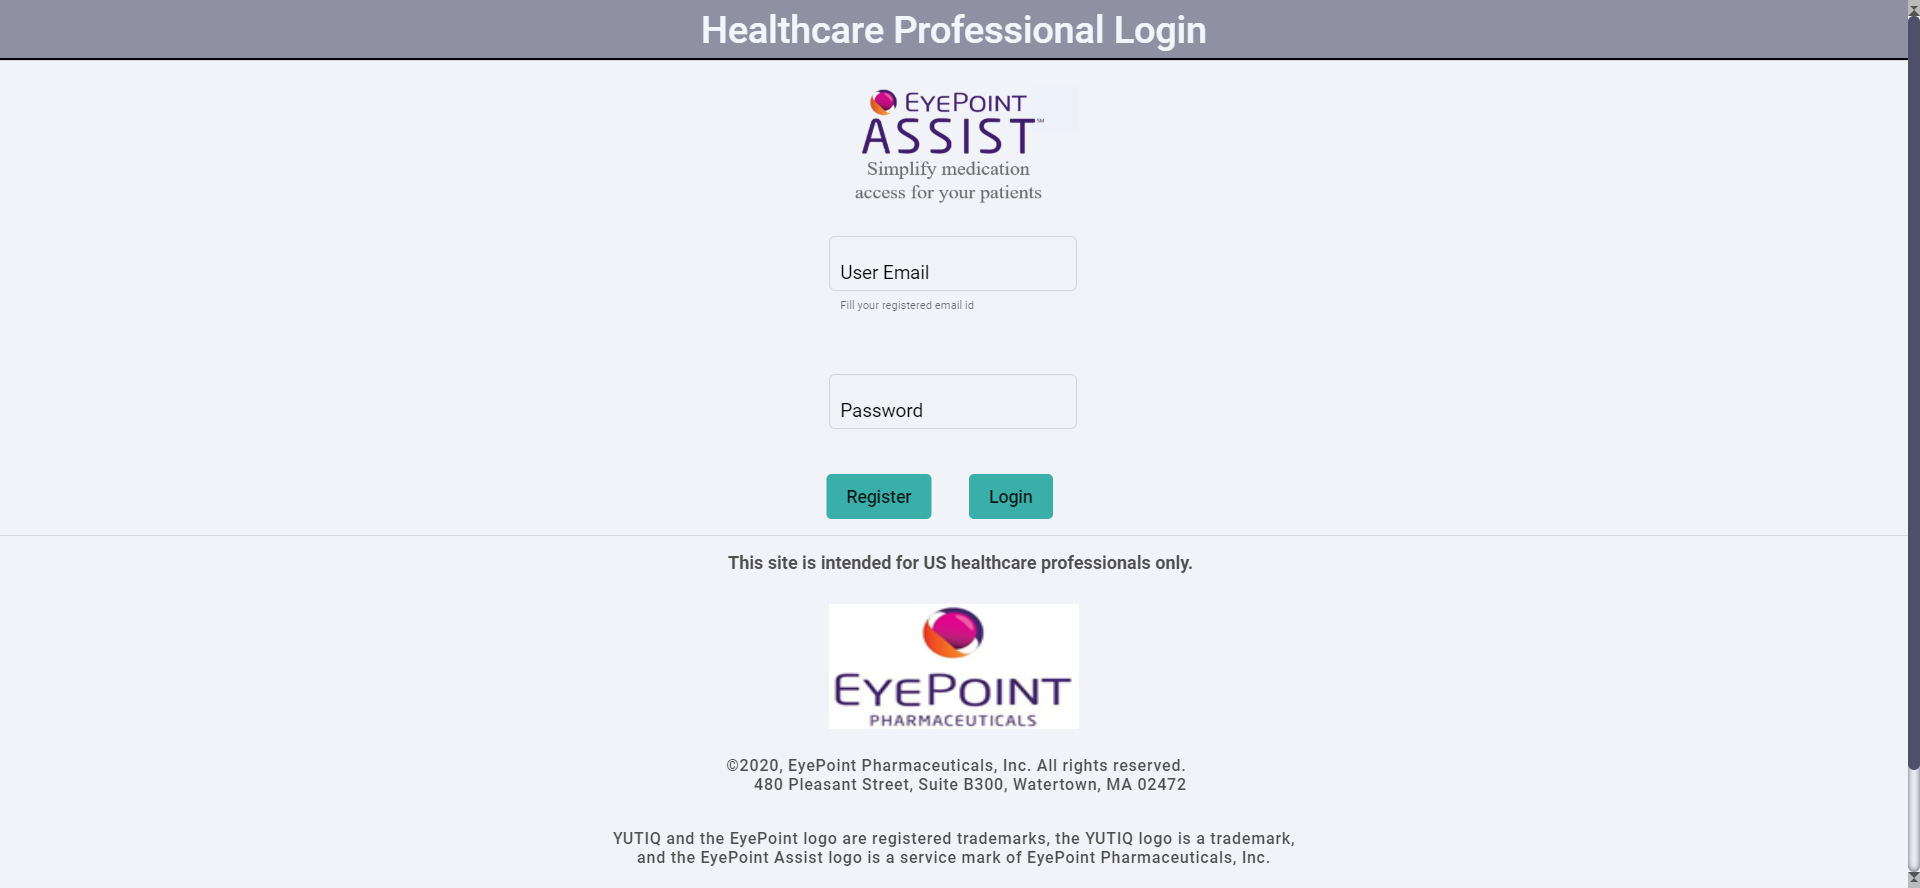 Healthcare Professional Login
EYEPOINT
ASSIST℠
Simplify medication
access for your patients
User Email
Fill your registered email id
Password
Register
Login
This site is intended for US healthcare professionals only.
EYEPOINT
PHARMACEUTICALS
©2020, EyePoint Pharmaceuticals, Inc. All rights reserved.
480 Pleasant Street, Suite B300, Watertown, MA 02472
YUTIQ and the EyePoint logo are registered trademarks, the YUTIQ logo is a trademark,
and the EyePoint Assist logo is a service mark of EyePoint Pharmaceuticals, Inc.